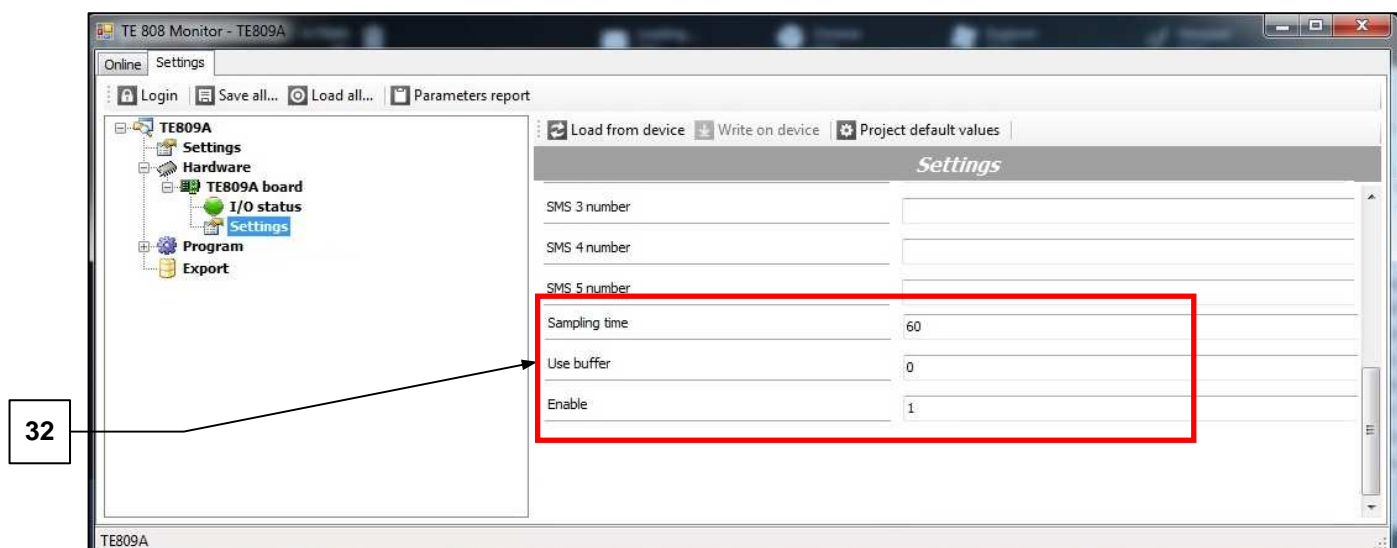 TE 808 Monitor - TE809A
Online Settings
Login Save all... Load all... Parameters report
TE809A
Settings
Hardware
TE809A board
I/O status
Settings
Program
Export
Load from device Write on device Project default values
Settings
SMS 3 number
SMS 4 number
SMS 5 number
Sampling time 60
Use buffer 0
Enable 1
32
TE809A